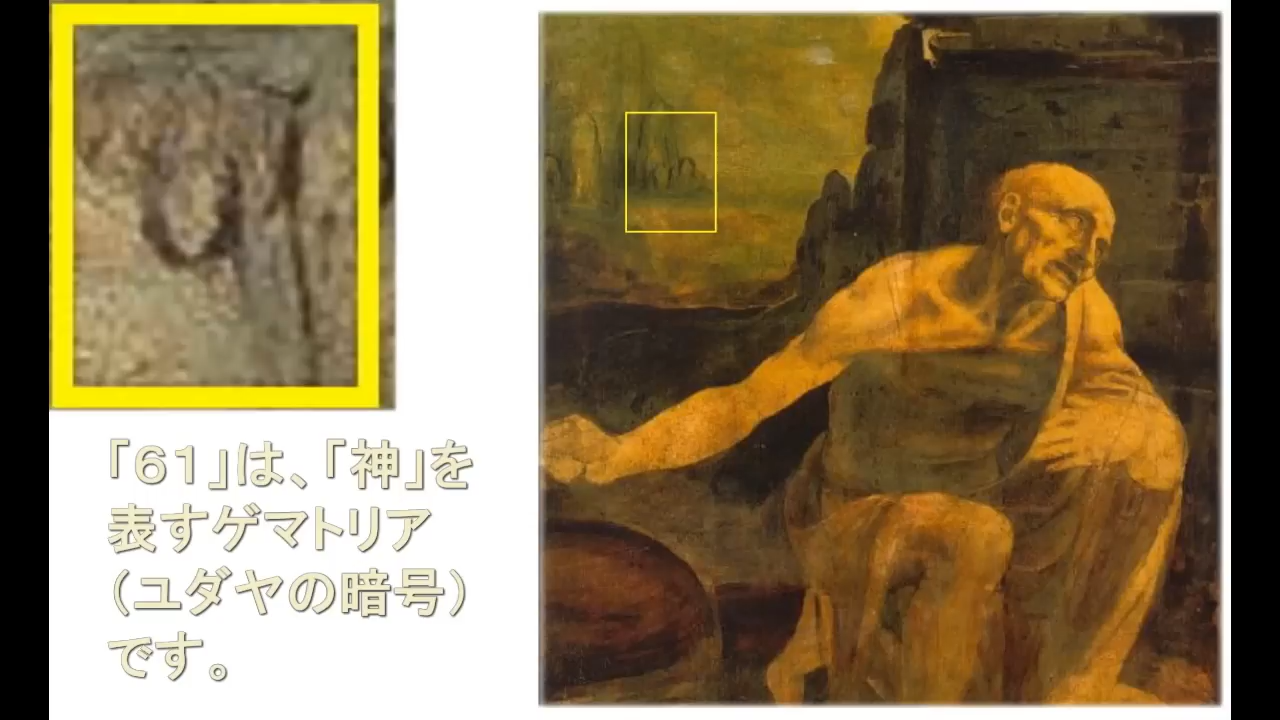 「６１」は、「神」を
表すゲマトリア
（ユダヤの暗号）
です。